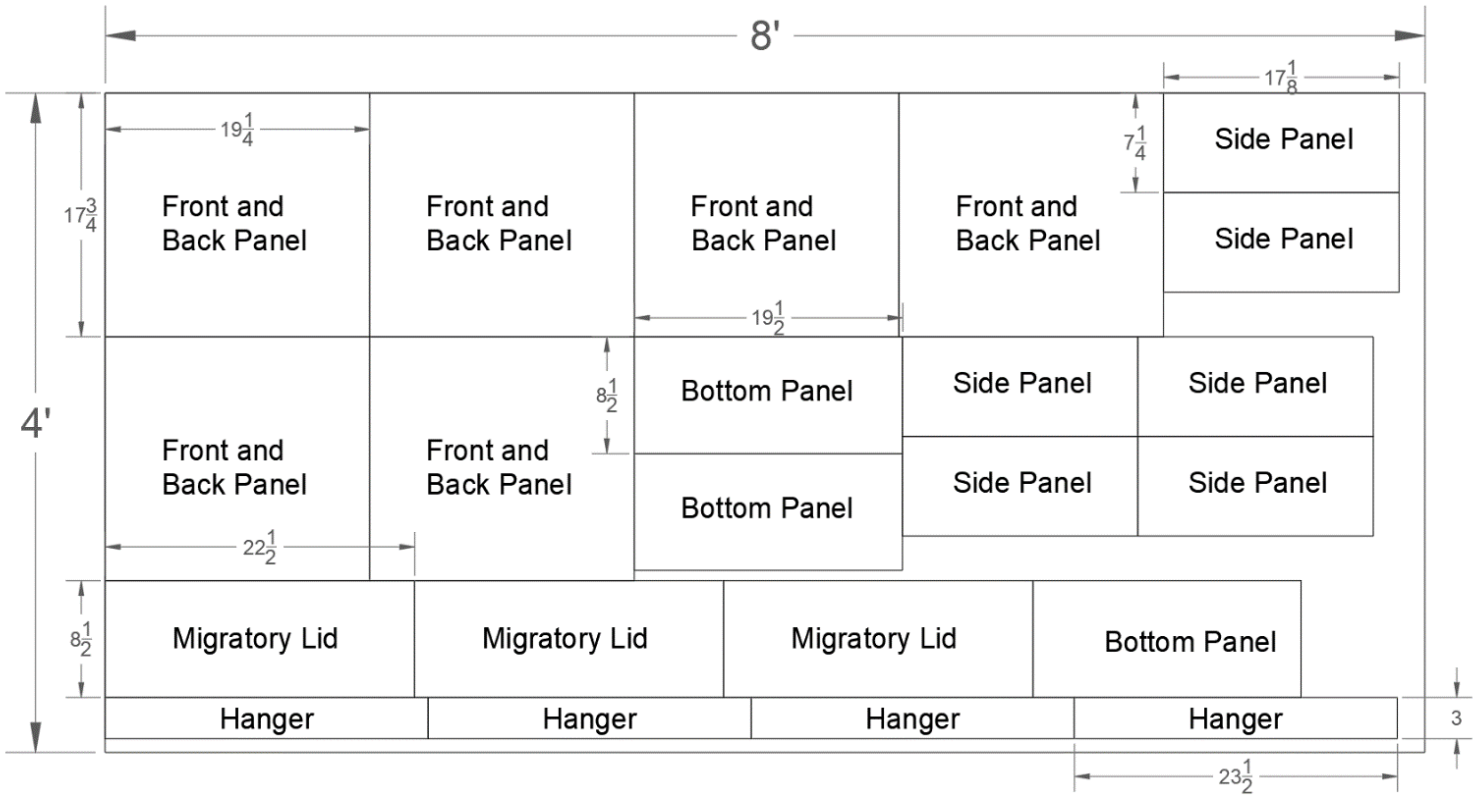 8'
17 1/8
19 1/4
7 1/4
Side Panel
17 3/4
Front and
Back Panel
Front and
Back Panel
Front and
Back Panel
Front and
Back Panel
Side Panel
19 1/2
4'
8 1/2
Bottom Panel
Side Panel
Side Panel
Front and
Back Panel
Front and
Back Panel
Bottom Panel
Side Panel
Side Panel
22 1/2
8 1/2
Migratory Lid
Migratory Lid
Migratory Lid
Bottom Panel
Hanger
Hanger
Hanger
Hanger
3
23 1/2